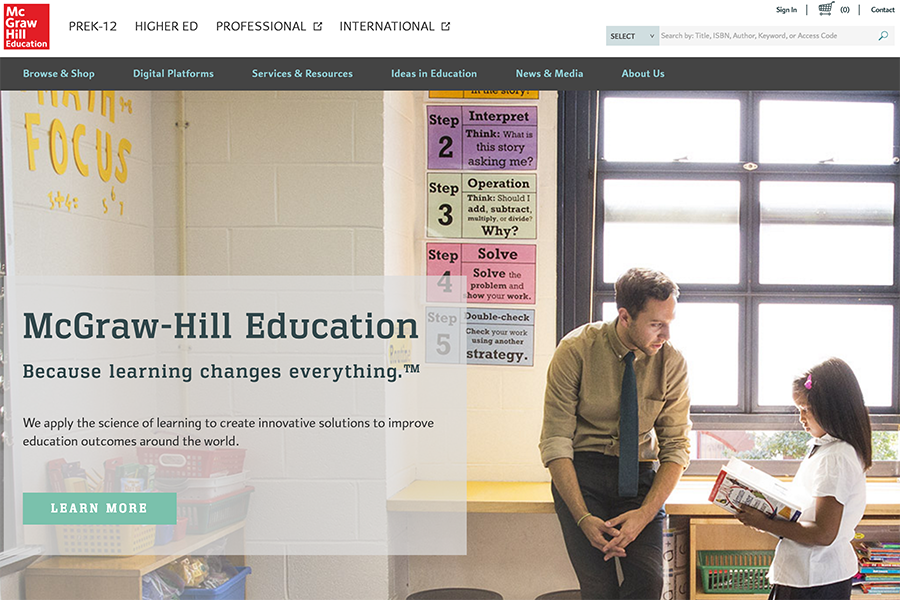 Mc
Graw
Hill
Education
PREK-12
HIGHER ED
PROFESSIONAL
INTERNATIONAL
Sign In
(0)
Contact
SELECT
Search by: Title, ISBN, Author, Keyword, or Access Code
Browse & Shop
Digital Platforms
Services & Resources
Ideas in Education
News & Media
About Us
MATH
FOCUS
in the story?
Step 2
Interpret
Think: What is
this story
asking me?
Step 3
Operation
Think: Should I
add, subtract,
multiply, or divide?
Why?
Step 4
Solve
Solve the
problem and
show your work.
Step 5
Double-check
Check your work
using another
strategy.
McGraw-Hill Education
Because learning changes everything.™
We apply the science of learning to create innovative solutions to improve
education outcomes around the world.
LEARN MORE